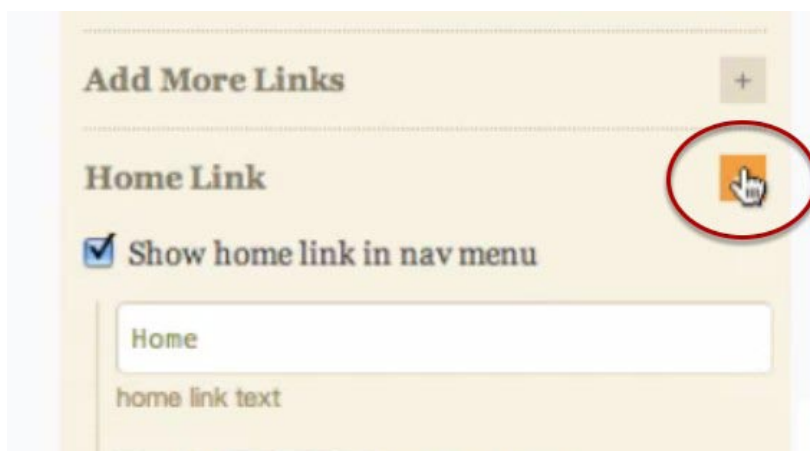 Add More Links +
Home Link
Show home link in nav menu
Home
home link text